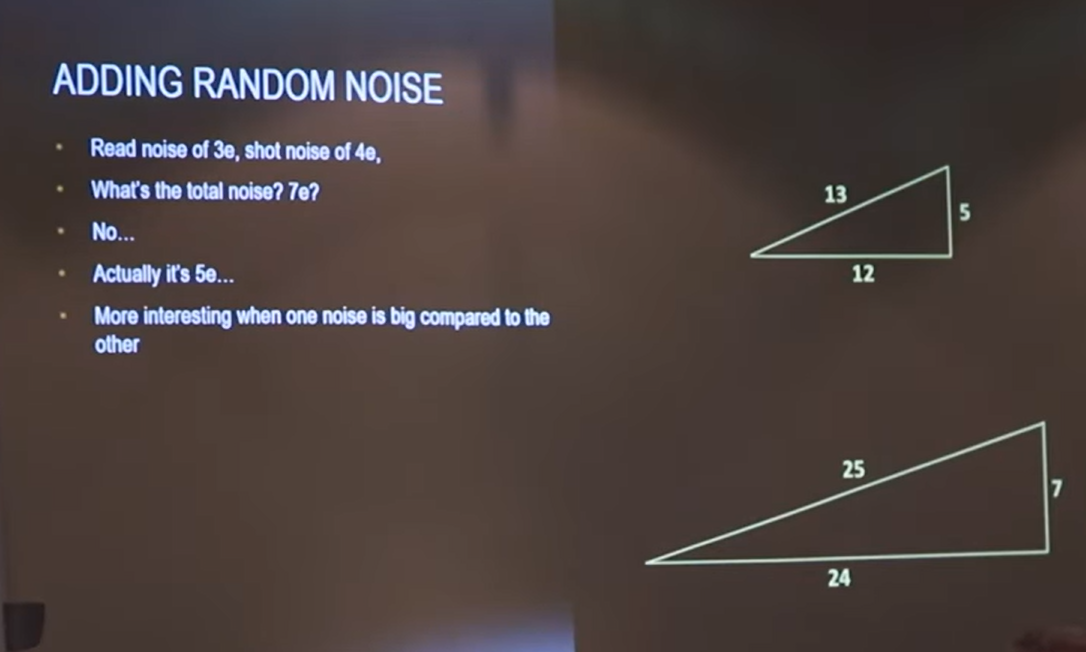 ADDING RANDOM NOISE
Read noise of 3e, shot noise of 4e,
What's the total noise? 7e?
No...
Actually it's 5e...
More interesting when one noise is big compared to the
other
13
5
12
25
7
24